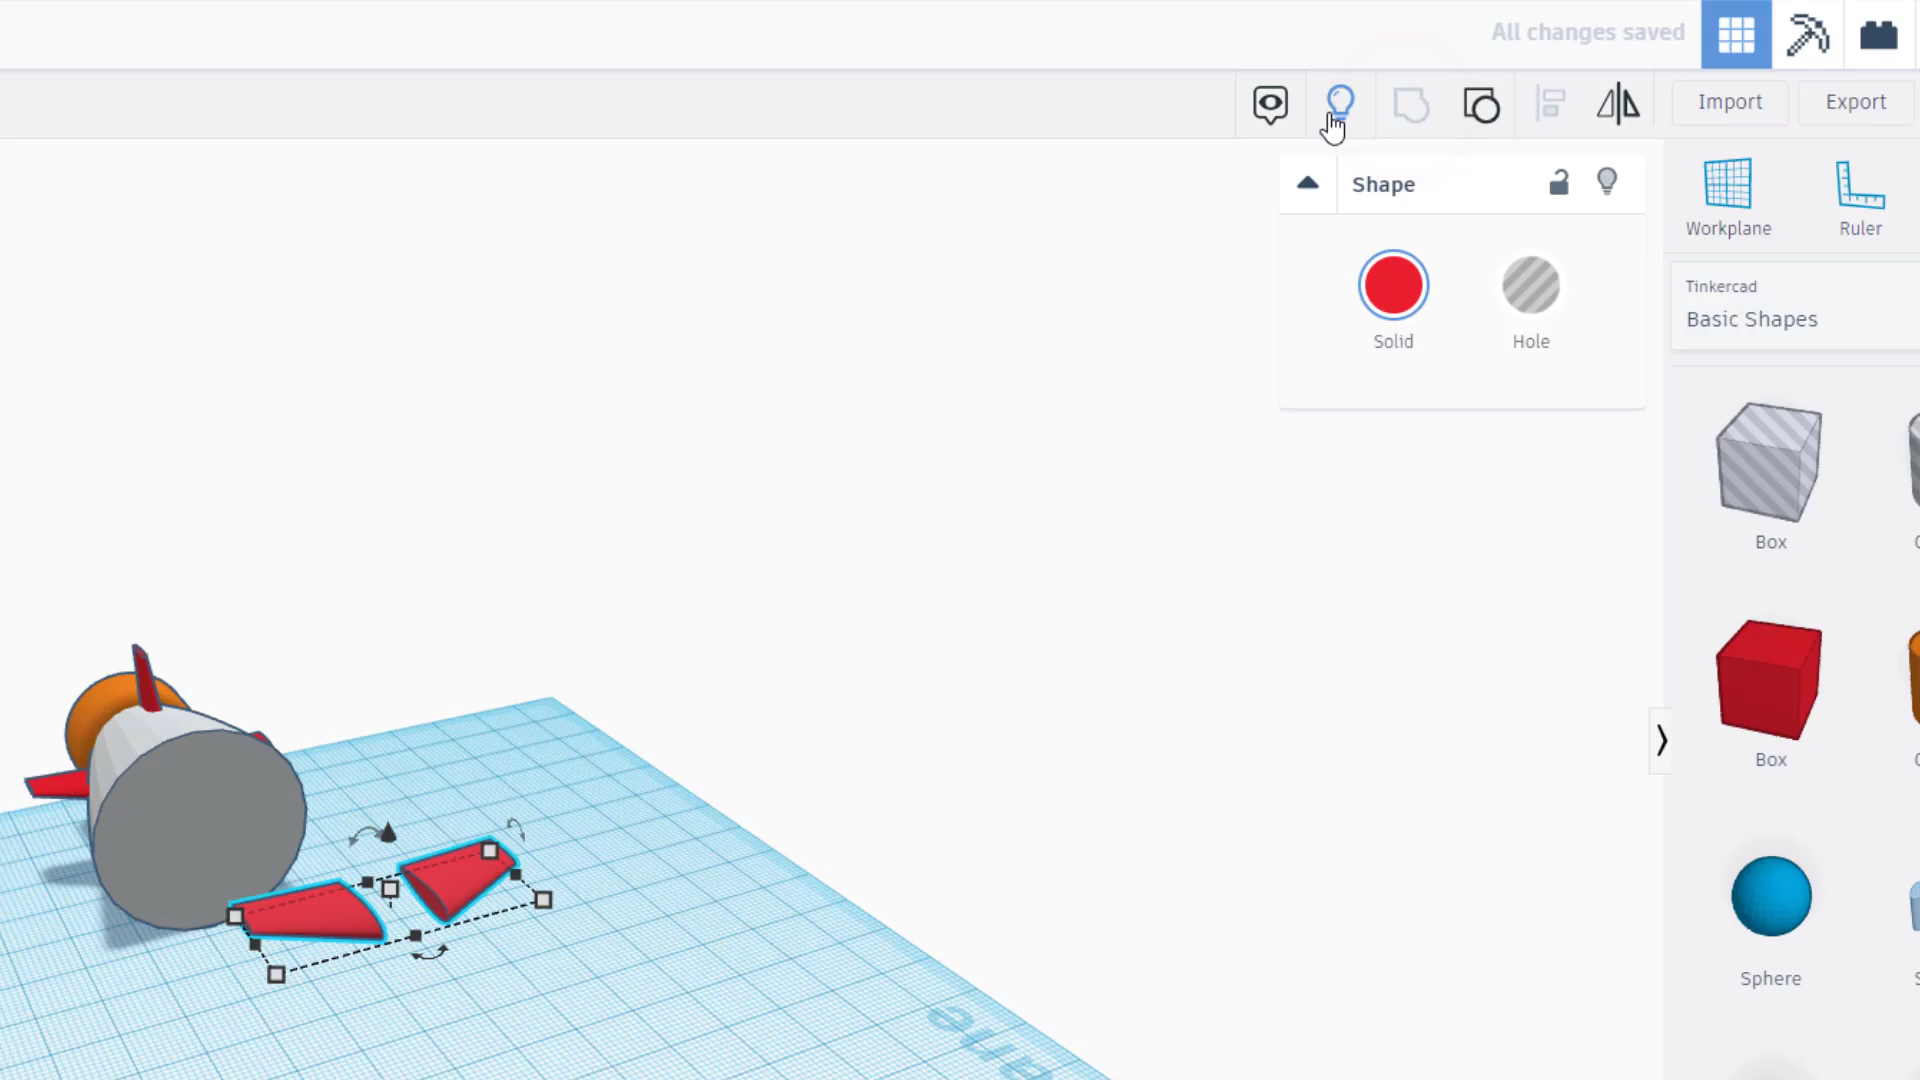 All changes saved
Import
Export
Shape
Workplane
Ruler
Solid
Hole
Tinkercad
Basic Shapes
Box
Box
Sphere